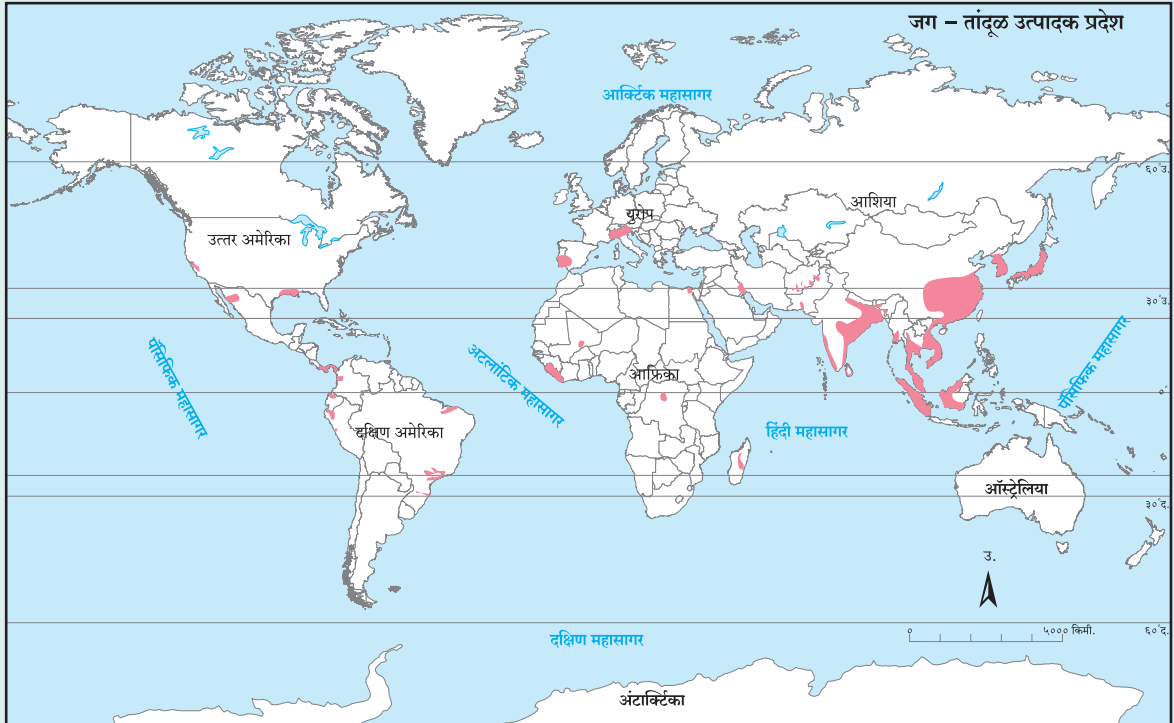 जग – तांदूळ उत्पादक प्रदेश
आर्क्टिक महासागर
६०°उ.
आशिया
युरोप
उत्तर अमेरिका
३०°उ.
पॅसिफिक महासागर
अटलांटिक महासागर
पॅसिफिक महासागर
आफ्रिका
०°
दक्षिण अमेरिका
हिंदी महासागर
ऑस्ट्रेलिया
३०°द.
उ.
० ५००० किमी.
६०°द.
दक्षिण महासागर
अंटार्क्टिका